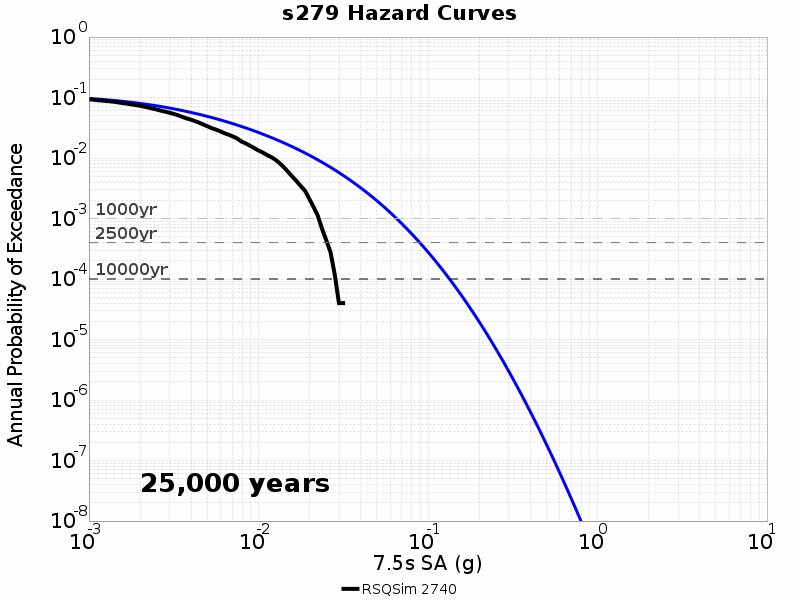 s279 Hazard Curves
Annual Probability of Exceedance
10^0
10^-1
10^-2
10^-3
10^-4
10^-5
10^-6
10^-7
10^-8
1000yr
2500yr
10000yr
25,000 years
10^-3 10^-2 10^-1 10^0 10^1
7.5s SA (g)
RSQSim 2740